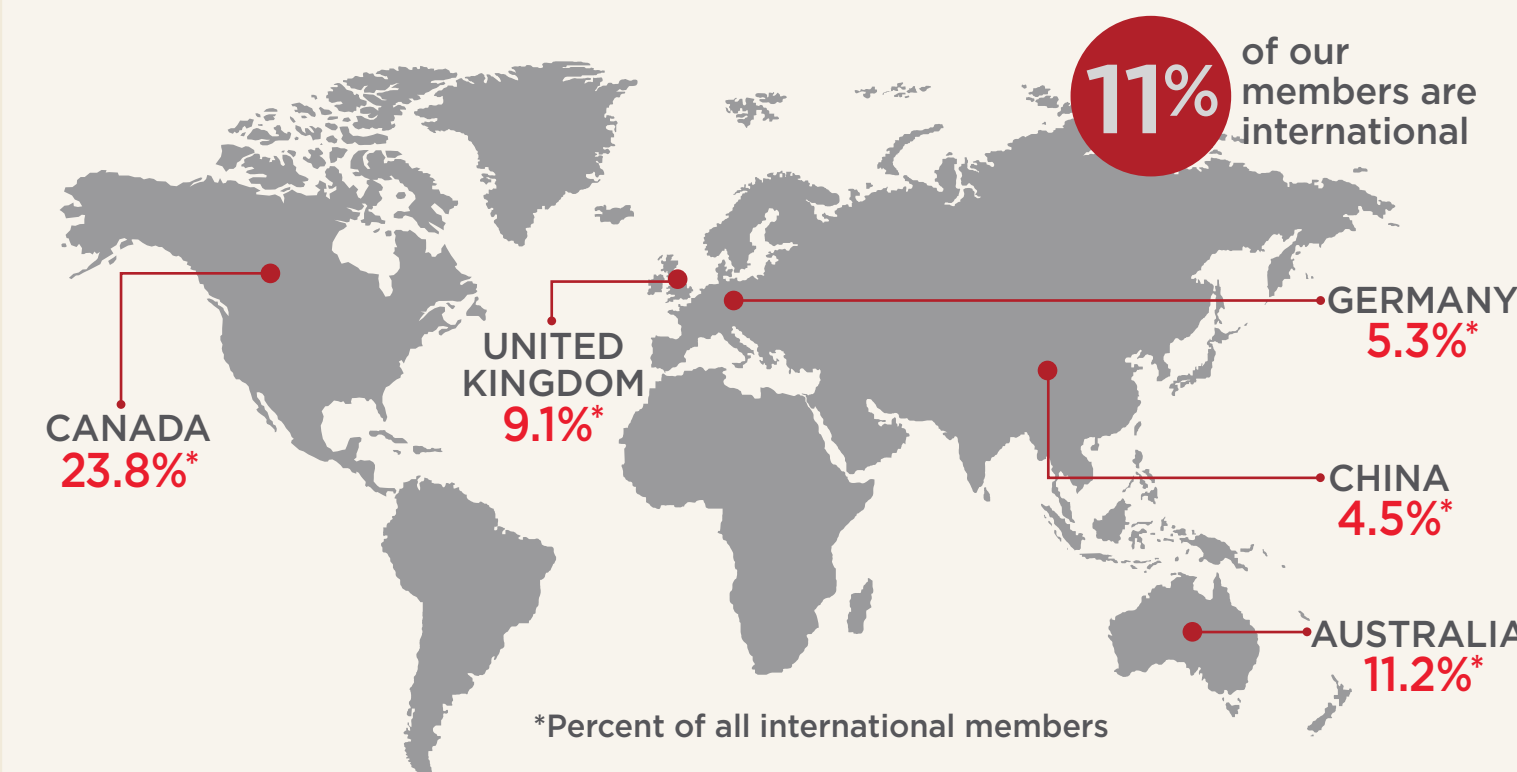 11%
of our
members are
international
CANADA
23.8%*
UNITED
KINGDOM
9.1%*
GERMANY
5.3%*
CHINA
4.5%*
AUSTRALIA
11.2%*
*Percent of all international members